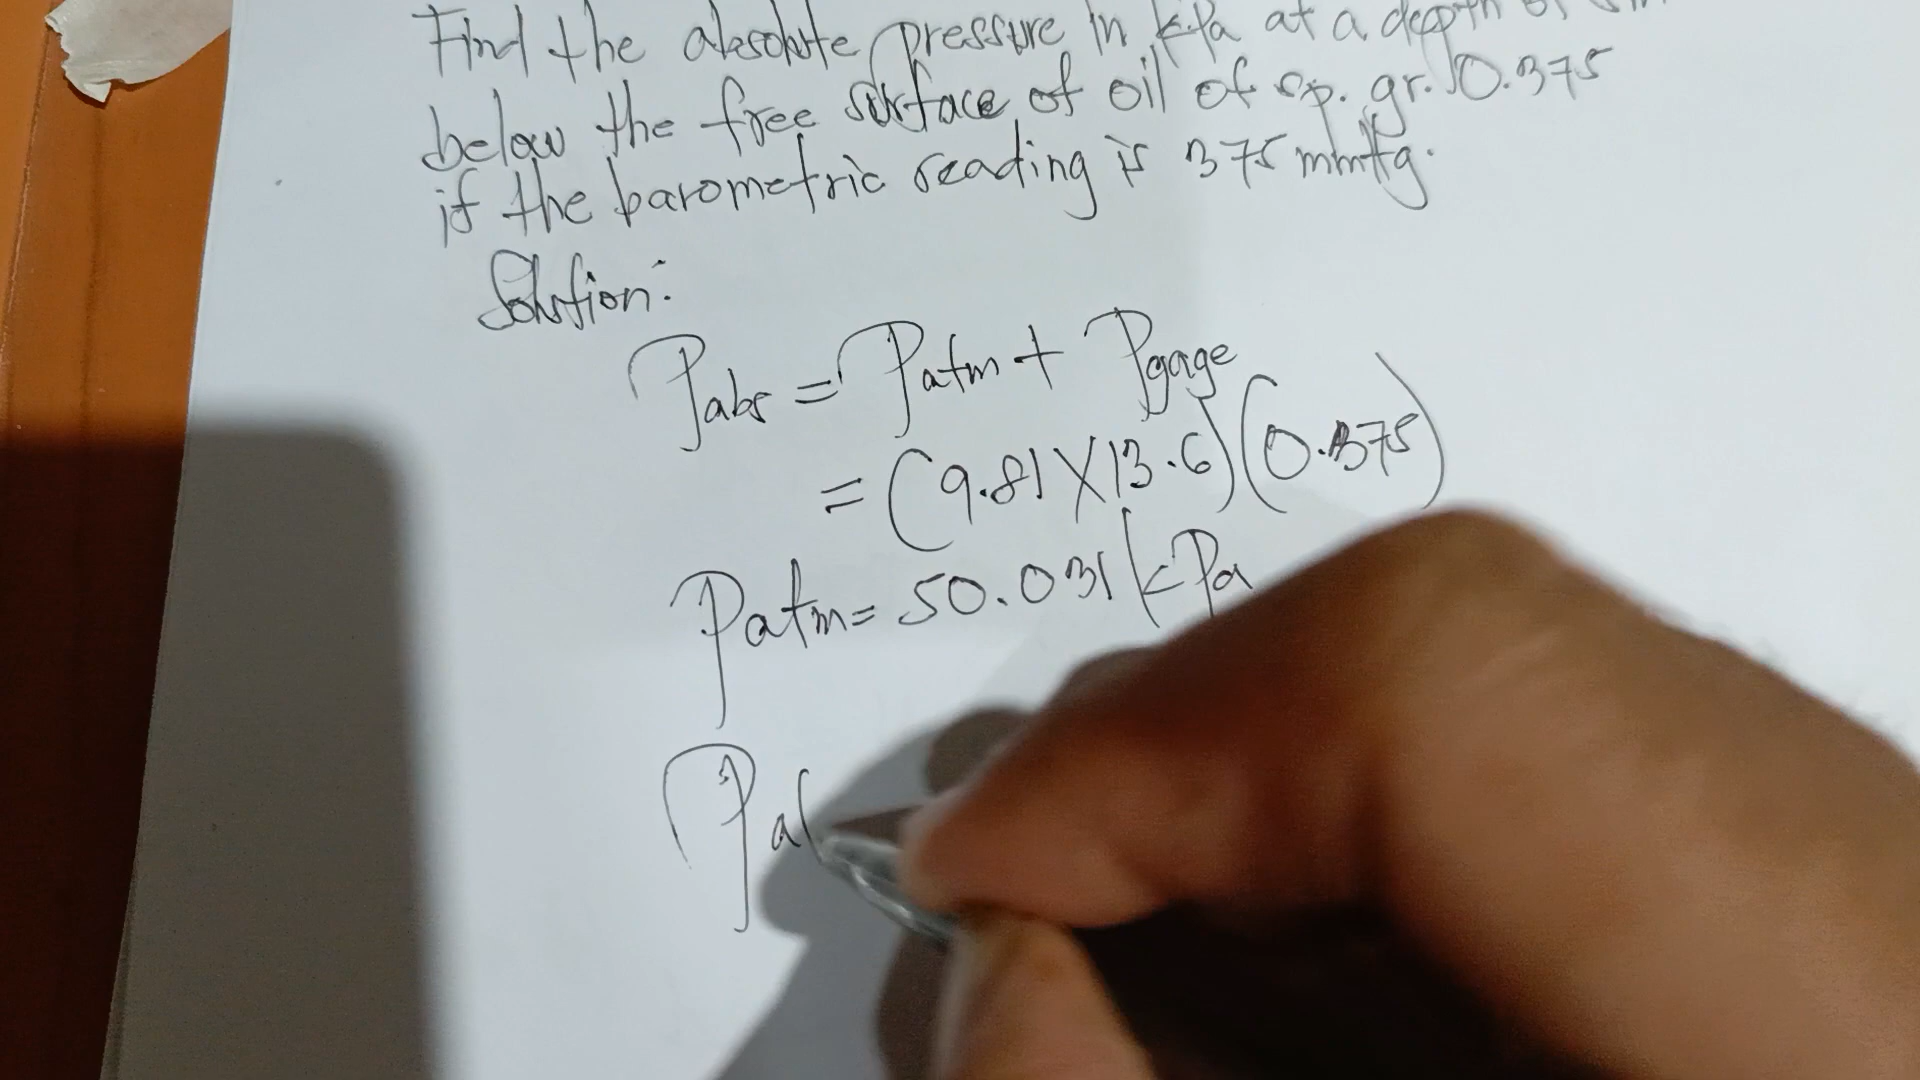 Find the absolute pressure in kPa at a depth of
below the free surface of oil of sp. gr. 0.375
if the barometric reading is 375 mmHg.
Solution:
Pabs = Patm + Pgage
= (9.81 X 13.6)(0.375)
Patm = 50.031 kPa
Pa